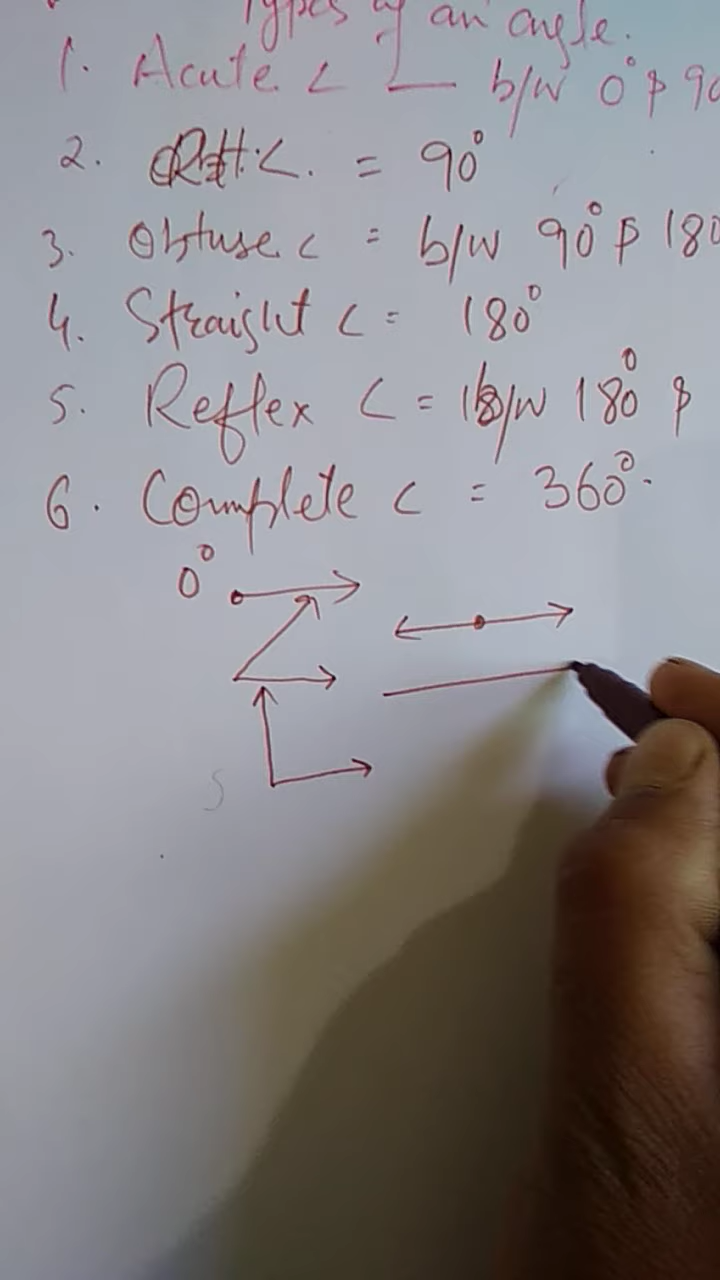 Types of an angle.
1. Acute < b/w 0° & 90
2. Rt. <. = 90°
3. Obtuse < = b/w 90° & 180
4. Straight < = 180°
5. Reflex < = b/w 180° &
6. Complete < = 360°.
0°